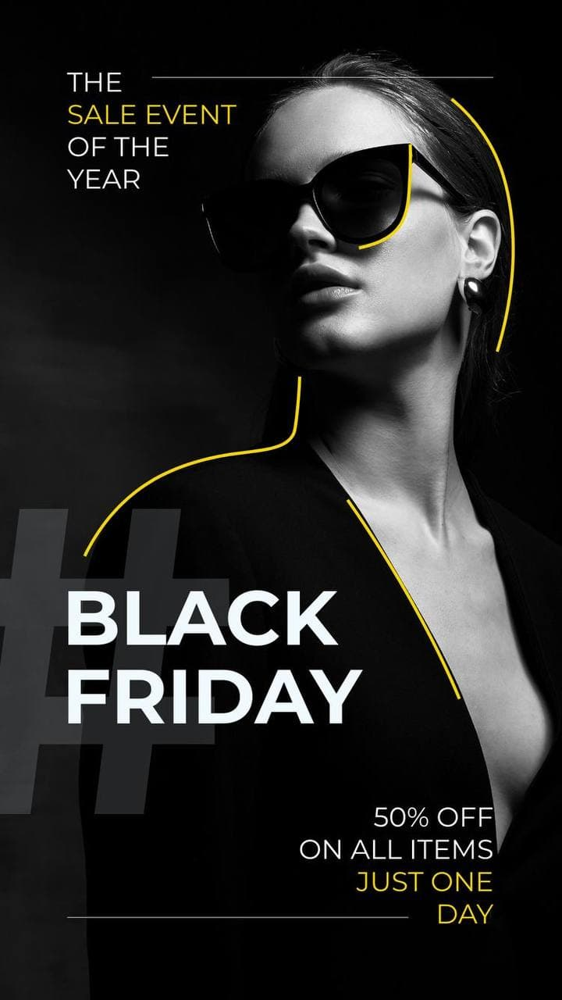 THE
SALE EVENT
OF THE
YEAR
#
BLACK
FRIDAY
50% OFF
ON ALL ITEMS
JUST ONE
DAY